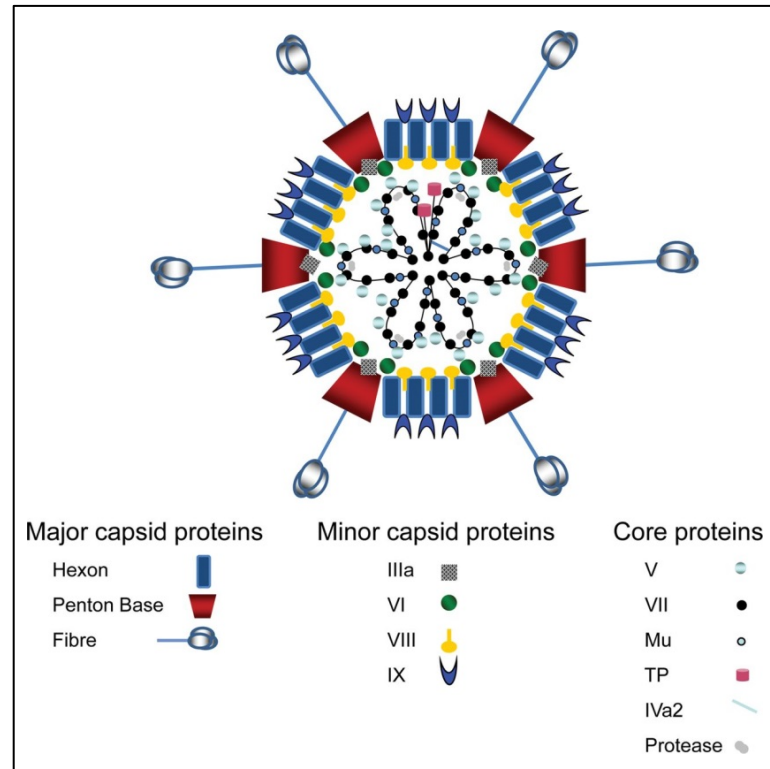 Major capsid proteins
Hexon
Penton Base
Fibre
Minor capsid proteins
IIIa
VI
VIII
IX
Core proteins
V
VII
Mu
TP
IVa2
Protease